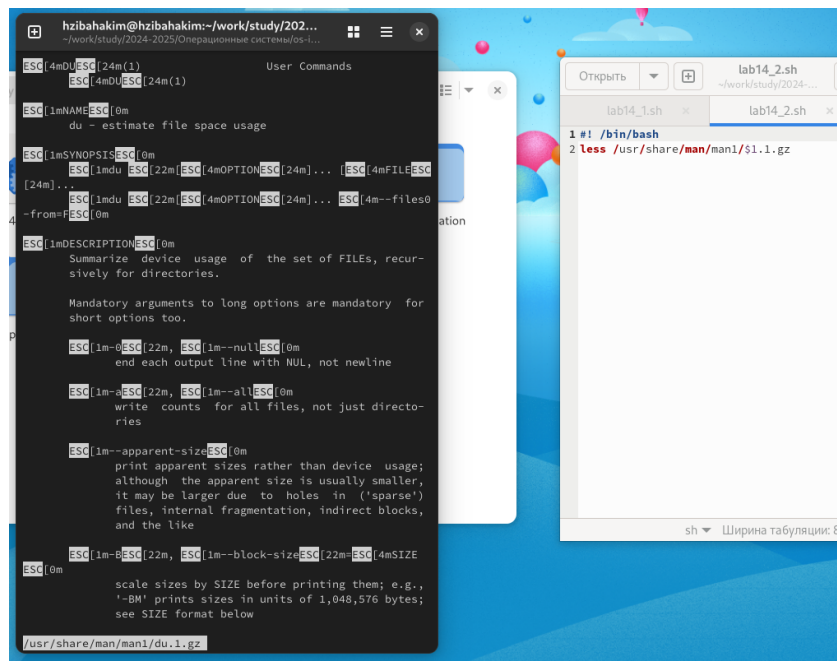 hzibahakim@hzibahakim:~/work/study/202...
~/work/study/2024-2025/Операционные системы/os-i...
ESC[4mDUESC[24m(1) User Commands
ESC[4mDUESC[24m(1)
ESC[1mNAMEESC[0m
du - estimate file space usage
ESC[1mSYNOPSISESC[0m
ESC[1mdu ESC[22m[ESC[4mOPTIONESC[24m]... [ESC[4mFILEESC
[24m]...
ESC[1mdu ESC[22m[ESC[4mOPTIONESC[24m]... ESC[4m--files0
-from=FESC[0m
ESC[1mDESCRIPTIONESC[0m
Summarize device usage of the set of FILEs, recur-
sively for directories.
Mandatory arguments to long options are mandatory for
short options too.
ESC[1m-0ESC[22m, ESC[1m--nullESC[0m
end each output line with NUL, not newline
ESC[1m-aESC[22m, ESC[1m--allESC[0m
write counts for all files, not just directo-
ries
ESC[1m--apparent-sizeESC[0m
print apparent sizes rather than device usage;
although the apparent size is usually smaller,
it may be larger due to holes in ('sparse')
files, internal fragmentation, indirect blocks,
and the like
ESC[1m-BESC[22m, ESC[1m--block-sizeESC[22m=ESC[4mSIZE
ESC[0m
scale sizes by SIZE before printing them; e.g.,
'-BM' prints sizes in units of 1,048,576 bytes;
see SIZE format below
/usr/share/man/man1/du.1.gz
ation
Открыть
lab14_2.sh
~/work/study/2024-...
lab14_1.sh
lab14_2.sh
1 #! /bin/bash
2 less /usr/share/man/man1/$1.1.gz
sh Ширина табуляции: 8